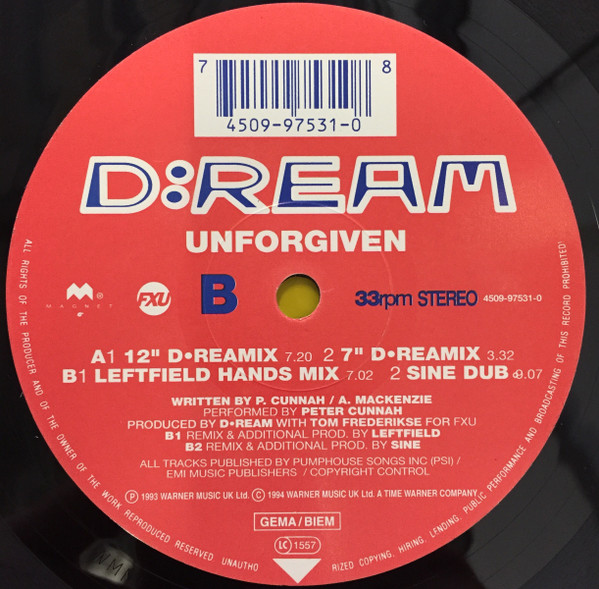 7 8
4509-97531-0
D:REAM
UNFORGIVEN
MAGNET
FXU
B
33rpm STEREO 4509-97531-0
A1 12" D•REAMIX 7.20 2 7" D•REAMIX 3.32
B1 LEFTFIELD HANDS MIX 7.02 2 SINE DUB 9.07
WRITTEN BY P. CUNNAH / A. MACKENZIE
PERFORMED BY PETER CUNNAH
PRODUCED BY D•REAM WITH TOM FREDERIKSE FOR FXU
B1 REMIX & ADDITIONAL PROD. BY LEFTFIELD
B2 REMIX & ADDITIONAL PROD. BY SINE
ALL TRACKS PUBLISHED BY PUMPHOUSE SONGS INC (PSI) /
EMI MUSIC PUBLISHERS / COPYRIGHT CONTROL
Ⓟ 1993 WARNER MUSIC UK Ltd. Ⓒ 1994 WARNER MUSIC UK Ltd. A TIME WARNER COMPANY
GEMA/BIEM
LC 1557
ALL RIGHTS OF THE PRODUCER AND OF THE OWNER OF THE WORK REPRODUCED RESERVED UNAUTHO RIZED COPYING, HIRING, LENDING, PUBLIC PERFORMANCE AND BROADCASTING OF THIS RECORD PROHIBITED'